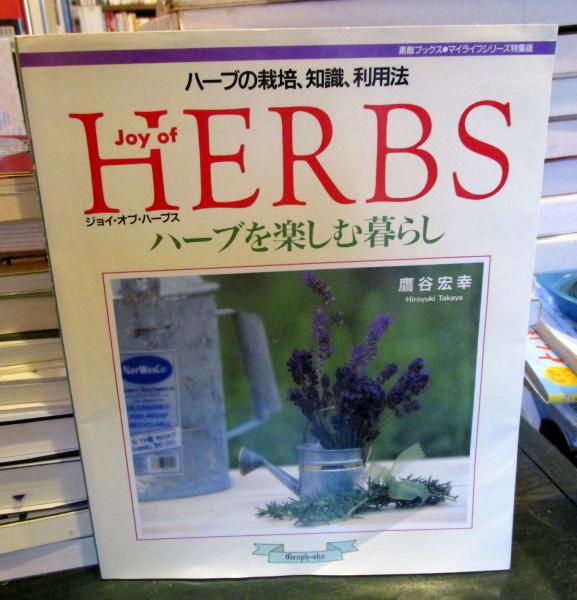 素敵ブックス●マイライフシリーズ特集版
ハーブの栽培、知識、利用法
Joy of
HERBS
ジョイ・オブ・ハーブス
ハーブを楽しむ暮らし
鷹谷宏幸
Hiroyuki Takaya
NorWesCo
Graph-sha